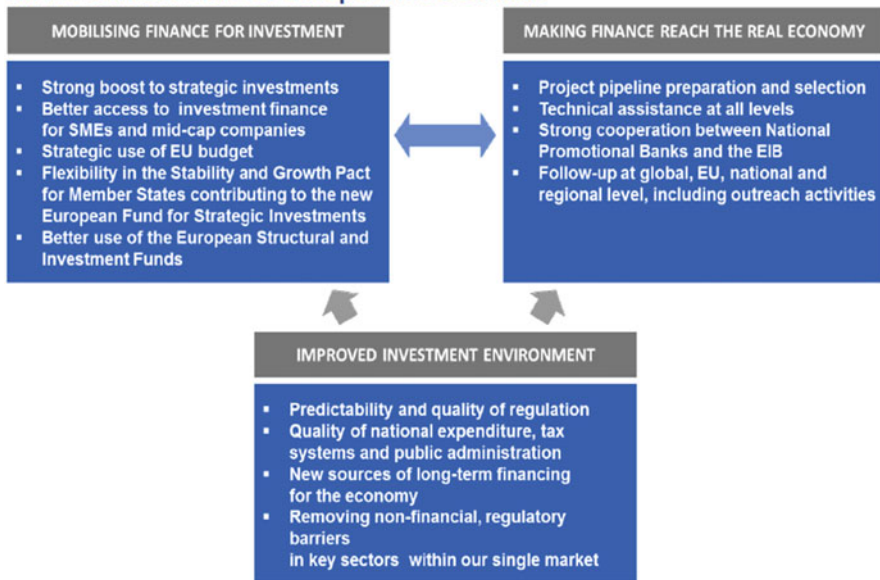 MOBILISING FINANCE FOR INVESTMENT
▪ Strong boost to strategic investments
▪ Better access to investment finance
for SMEs and mid-cap companies
▪ Strategic use of EU budget
▪ Flexibility in the Stability and Growth Pact
for Member States contributing to the new
European Fund for Strategic Investments
▪ Better use of the European Structural and
Investment Funds
MAKING FINANCE REACH THE REAL ECONOMY
▪ Project pipeline preparation and selection
▪ Technical assistance at all levels
▪ Strong cooperation between National
Promotional Banks and the EIB
▪ Follow-up at global, EU, national and
regional level, including outreach activities
IMPROVED INVESTMENT ENVIRONMENT
▪ Predictability and quality of regulation
▪ Quality of national expenditure, tax
systems and public administration
▪ New sources of long-term financing
for the economy
▪ Removing non-financial, regulatory
barriers
in key sectors within our single market